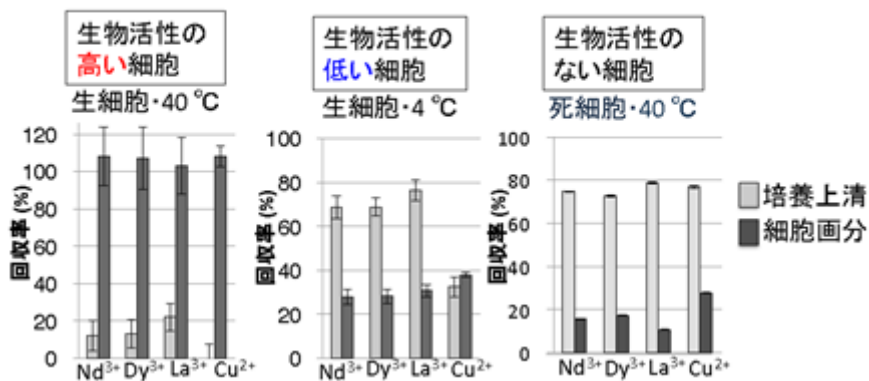 生物活性の
高い細胞
生細胞・40 ℃
120
100
80
60
40
20
0
回収率 (%)
Nd³⁺ Dy³⁺ La³⁺ Cu²⁺
生物活性の
低い細胞
生細胞・4 ℃
100
80
60
40
20
0
回収率 (%)
Nd³⁺ Dy³⁺ La³⁺ Cu²⁺
生物活性の
ない細胞
死細胞・40 ℃
100
80
60
40
20
0
回収率 (%)
Nd³⁺ Dy³⁺ La³⁺ Cu²⁺
培養上清
細胞画分